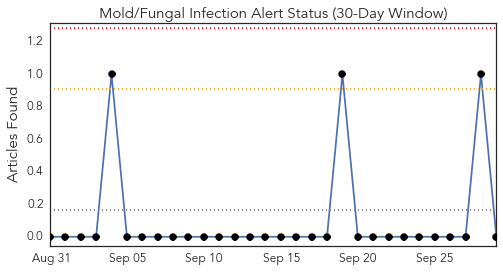 Mold/Fungal Infection Alert Status (30-Day Window)
Articles Found
1.2
1.0
0.8
0.6
0.4
0.2
0.0
Aug 31 Sep 05 Sep 10 Sep 15 Sep 20 Sep 25